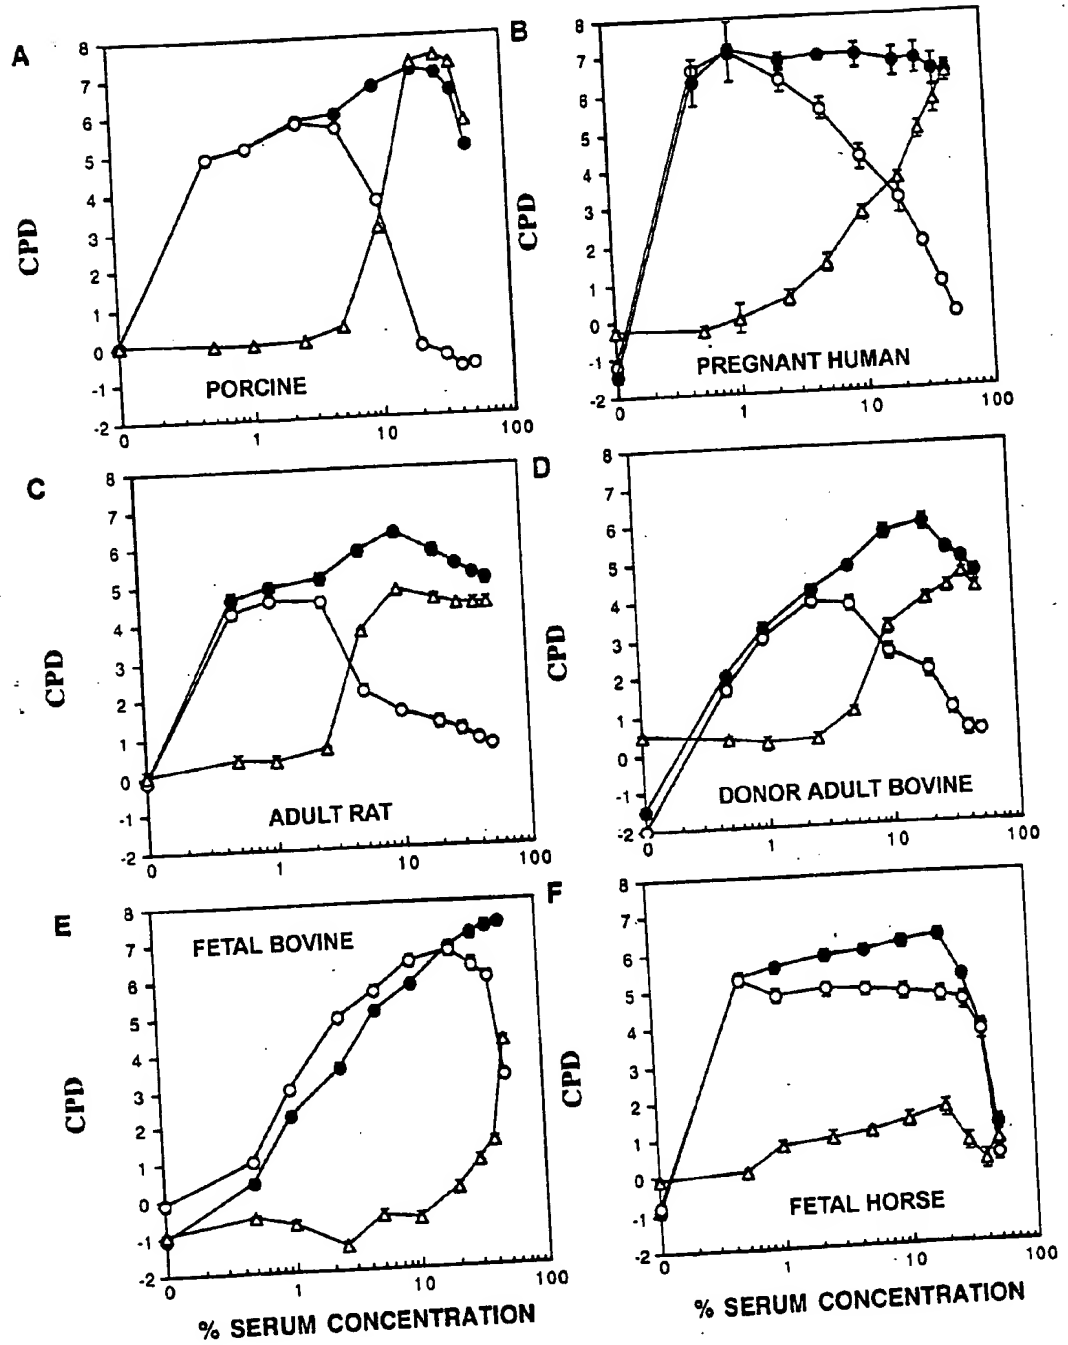 A
8
7
6
5
4
3
2
1
0
-1
-2
CPD
PORCINE
0 1 10 100
B
8
7
6
5
4
3
2
1
0
-1
-2
CPD
PREGNANT HUMAN
0 1 10 100
C
8
7
6
5
4
3
2
1
0
-1
-2
CPD
ADULT RAT
0 1 10 100
D
8
7
6
5
4
3
2
1
0
-1
-2
CPD
DONOR ADULT BOVINE
0 1 10 100
E
8
7
6
5
4
3
2
1
0
-1
-2
CPD
FETAL BOVINE
0 1 10 100
% SERUM CONCENTRATION
F
8
7
6
5
4
3
2
1
0
-1
-2
CPD
FETAL HORSE
0 1 10 100
% SERUM CONCENTRATION